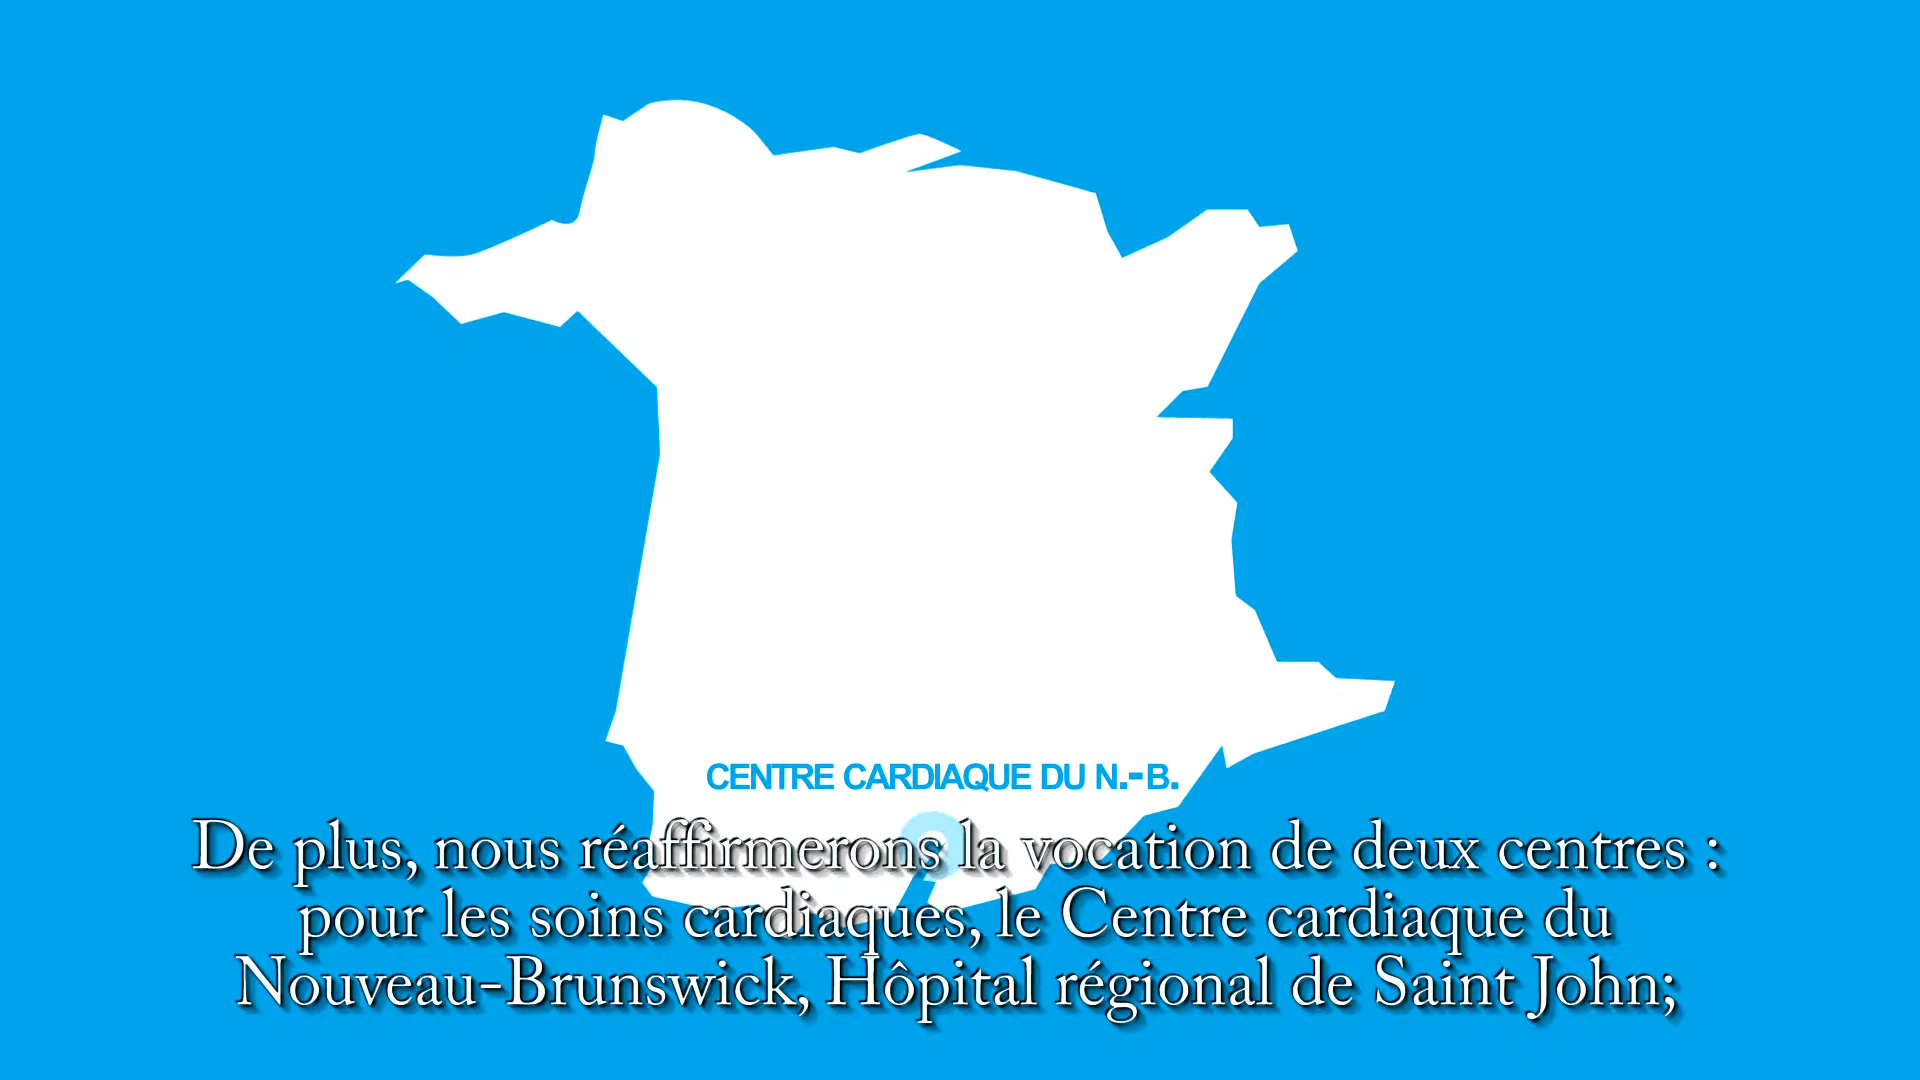 CENTRE CARDIAQUE DU N.-B.
De plus, nous réaffirmerons la vocation de deux centres :
pour les soins cardiaques, le Centre cardiaque du
Nouveau-Brunswick, Hôpital régional de Saint John;